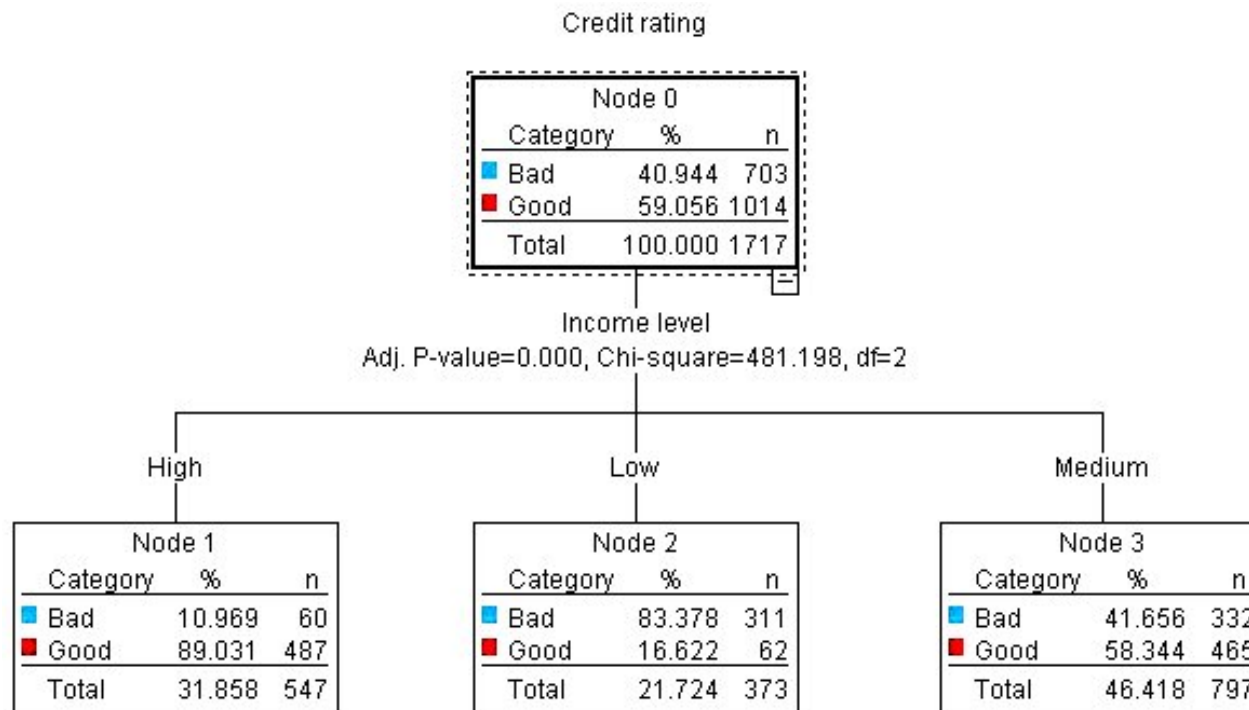 Credit rating
Node 0
Category % n
Bad 40.944 703
Good 59.056 1014
Total 100.000 1717
Income level
Adj. P-value=0.000, Chi-square=481.198, df=2
High
Low
Medium
Node 1
Category % n
Bad 10.969 60
Good 89.031 487
Total 31.858 547
Node 2
Category % n
Bad 83.378 311
Good 16.622 62
Total 21.724 373
Node 3
Category % n
Bad 41.656 332
Good 58.344 465
Total 46.418 797